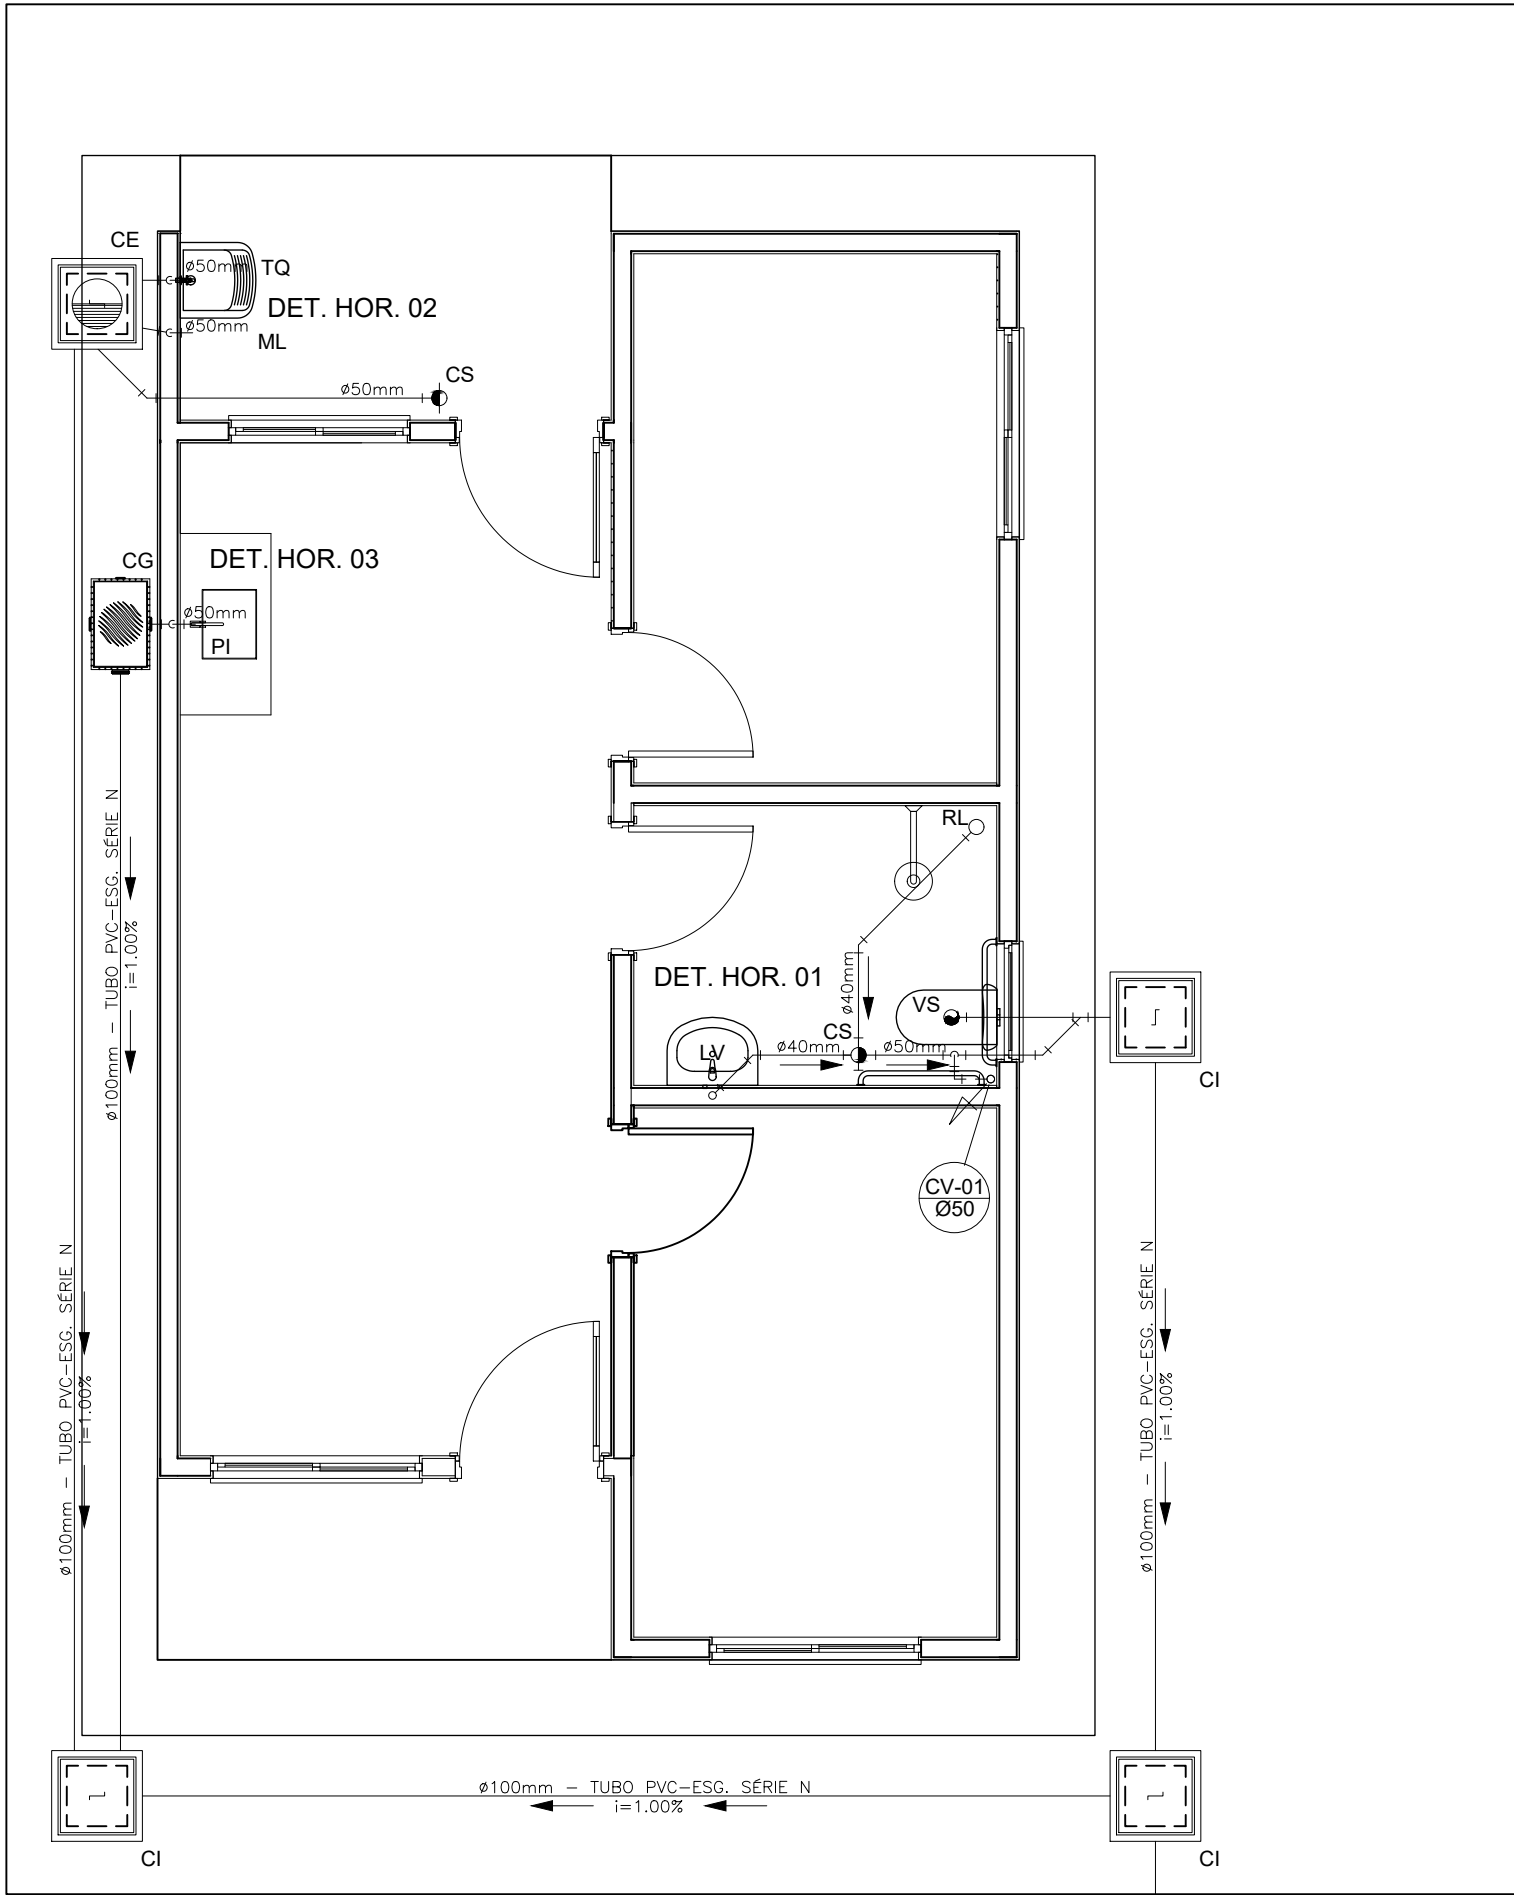 CE
ø50mm
TQ
DET. HOR. 02
ø50mm
ML
CS
ø50mm
CG
DET. HOR. 03
ø50mm
PI
ø100mm – TUBO PVC–ESG. SÉRIE N
i=1.00%
RL
DET. HOR. 01
ø40mm
VS
CS
LV
ø40mm
ø50mm
CI
CV-01
Ø50
ø100mm – TUBO PVC–ESG. SÉRIE N
i=1.00%
ø100mm – TUBO PVC–ESG. SÉRIE N
i=1.00%
ø100mm – TUBO PVC–ESG. SÉRIE N
i=1.00%
CI
CI